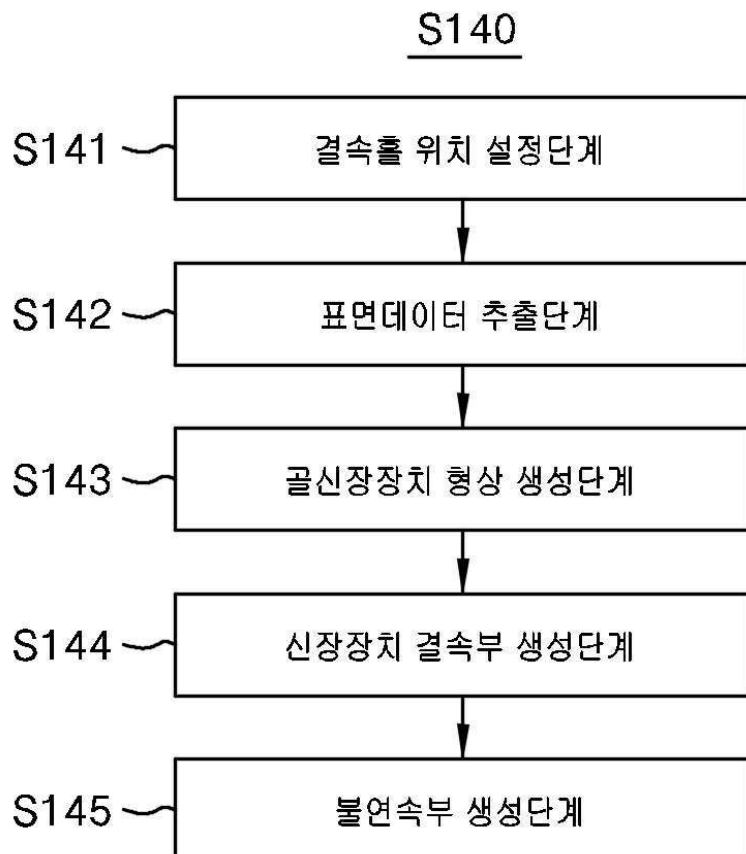 S140
S141 결속홀 위치 설정단계
S142 표면데이터 추출단계
S143 골신장장치 형상 생성단계
S144 신장장치 결속부 생성단계
S145 불연속부 생성단계